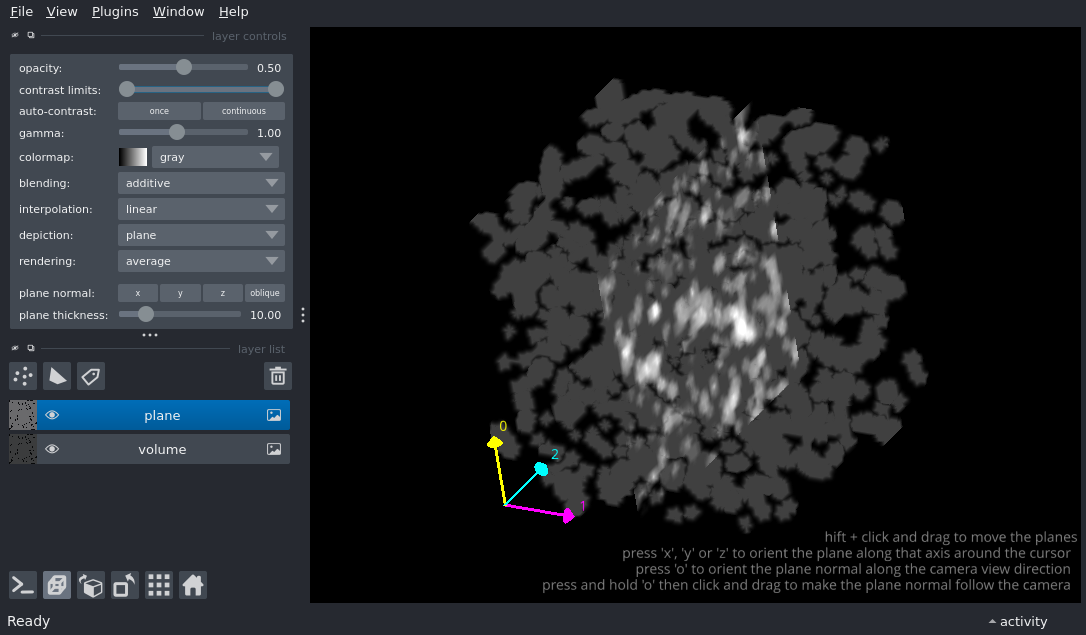 File View Plugins Window Help
layer controls
opacity: 0.50
contrast limits:
auto-contrast: once continuous
gamma: 1.00
colormap: gray
blending: additive
interpolation: linear
depiction: plane
rendering: average
plane normal: x y z oblique
plane thickness: 10.00
layer list
plane
volume
0
2
1
hift + click and drag to move the planes
press 'x', 'y' or 'z' to orient the plane along that axis around the cursor
press 'o' to orient the plane normal along the camera view direction
press and hold 'o' then click and drag to make the plane normal follow the camera
Ready
activity